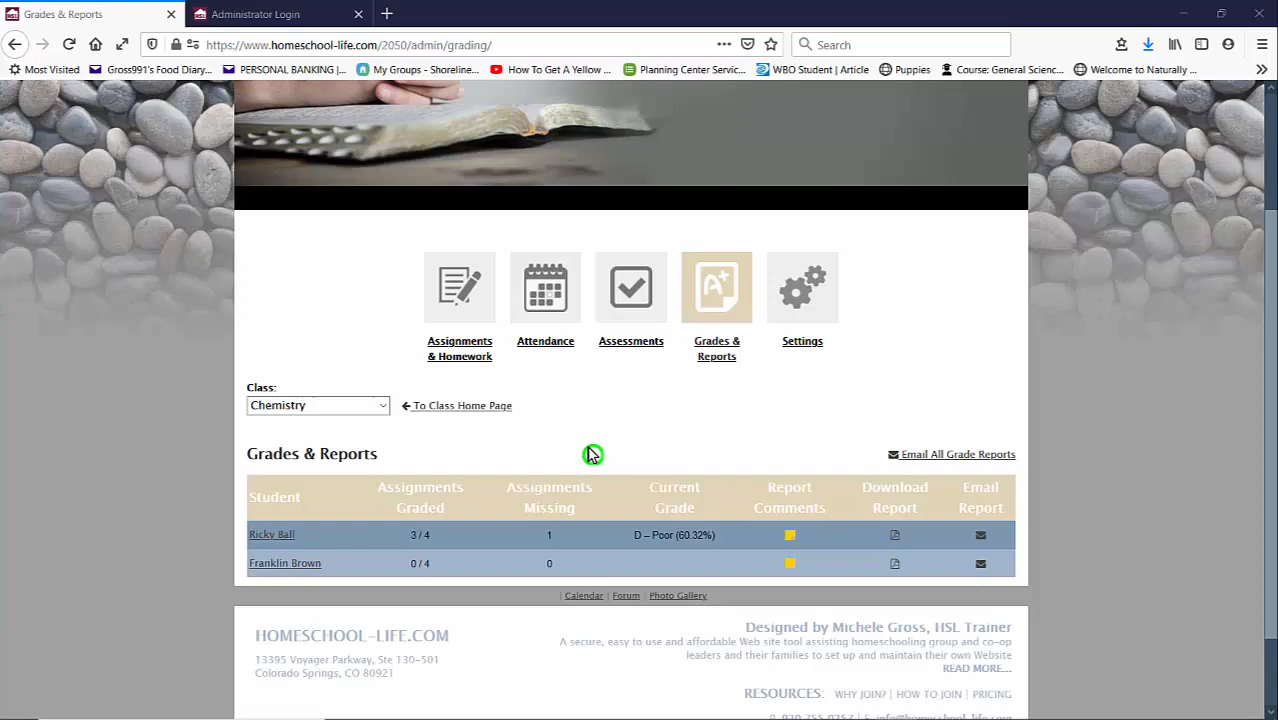 Grades & Reports
Administrator Login
https://www.homeschool-life.com/2050/admin/grading/
Search
Most Visited
Gross991's Food Diary...
PERSONAL BANKING |...
My Groups - Shoreline...
How To Get A Yellow ...
Planning Center Servic...
WBO Student | Article
Puppies
Course: General Scienc...
Welcome to Naturally ...
Assignments & Homework
Attendance
Assessments
Grades & Reports
Settings
Class:
Chemistry
To Class Home Page
Grades & Reports
Email All Grade Reports
Student Assignments Graded Assignments Missing Current Grade Report Comments Download Report Email Report
Ricky Ball 3 / 4 1 D – Poor (60.32%)
Franklin Brown 0 / 4 0
| Calendar | Forum | Photo Gallery
HOMESCHOOL-LIFE.COM
13395 Voyager Parkway, Ste 130-501
Colorado Springs, CO 80921
Designed by Michele Gross, HSL Trainer
A secure, easy to use and affordable Web site tool assisting homeschooling group and co-op
leaders and their families to set up and maintain their own Website
READ MORE...
RESOURCES: WHY JOIN? | HOW TO JOIN | PRICING